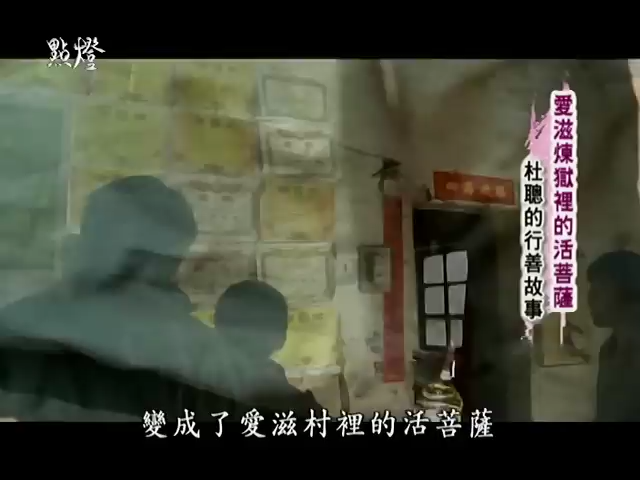 點燈
愛滋煉獄裡的活菩薩
杜聰的行善故事
變成了愛滋村裡的活菩薩